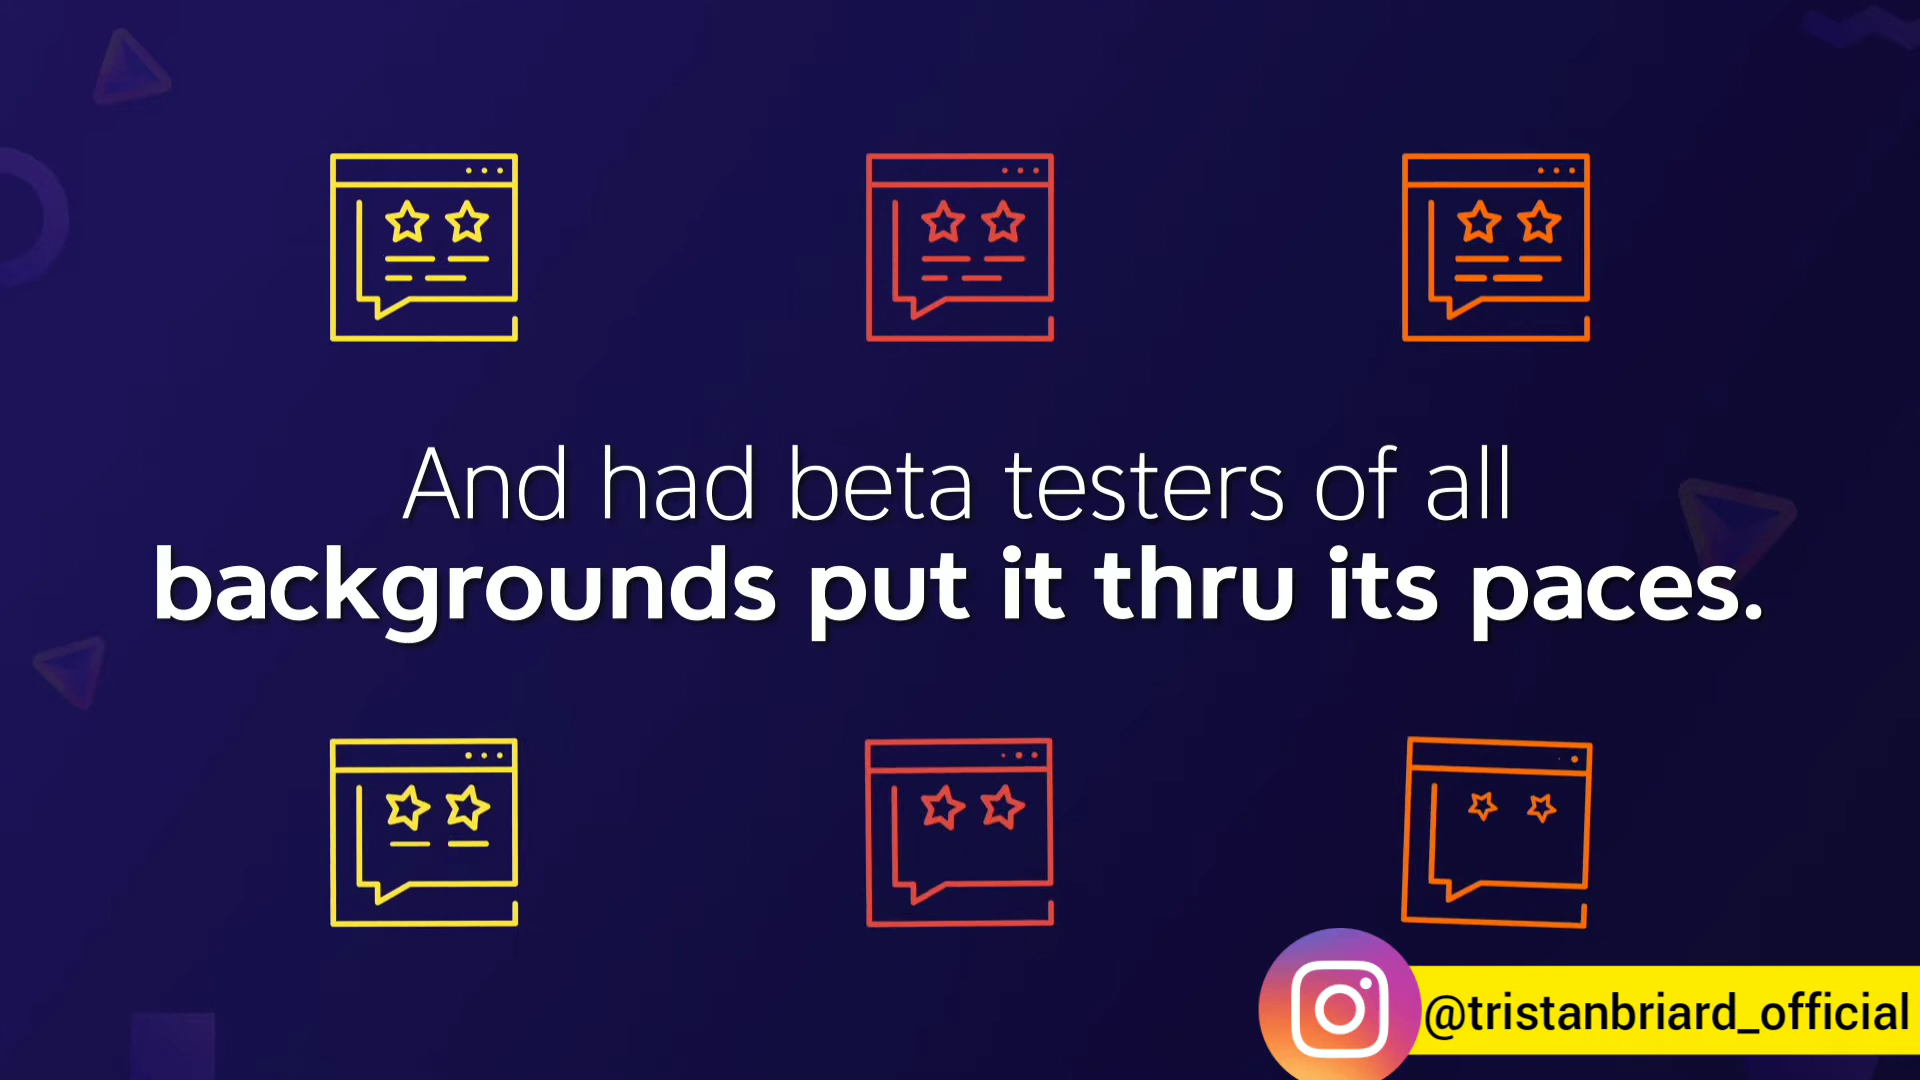 And had beta testers of all
backgrounds put it thru its paces.
@tristanbriard_official